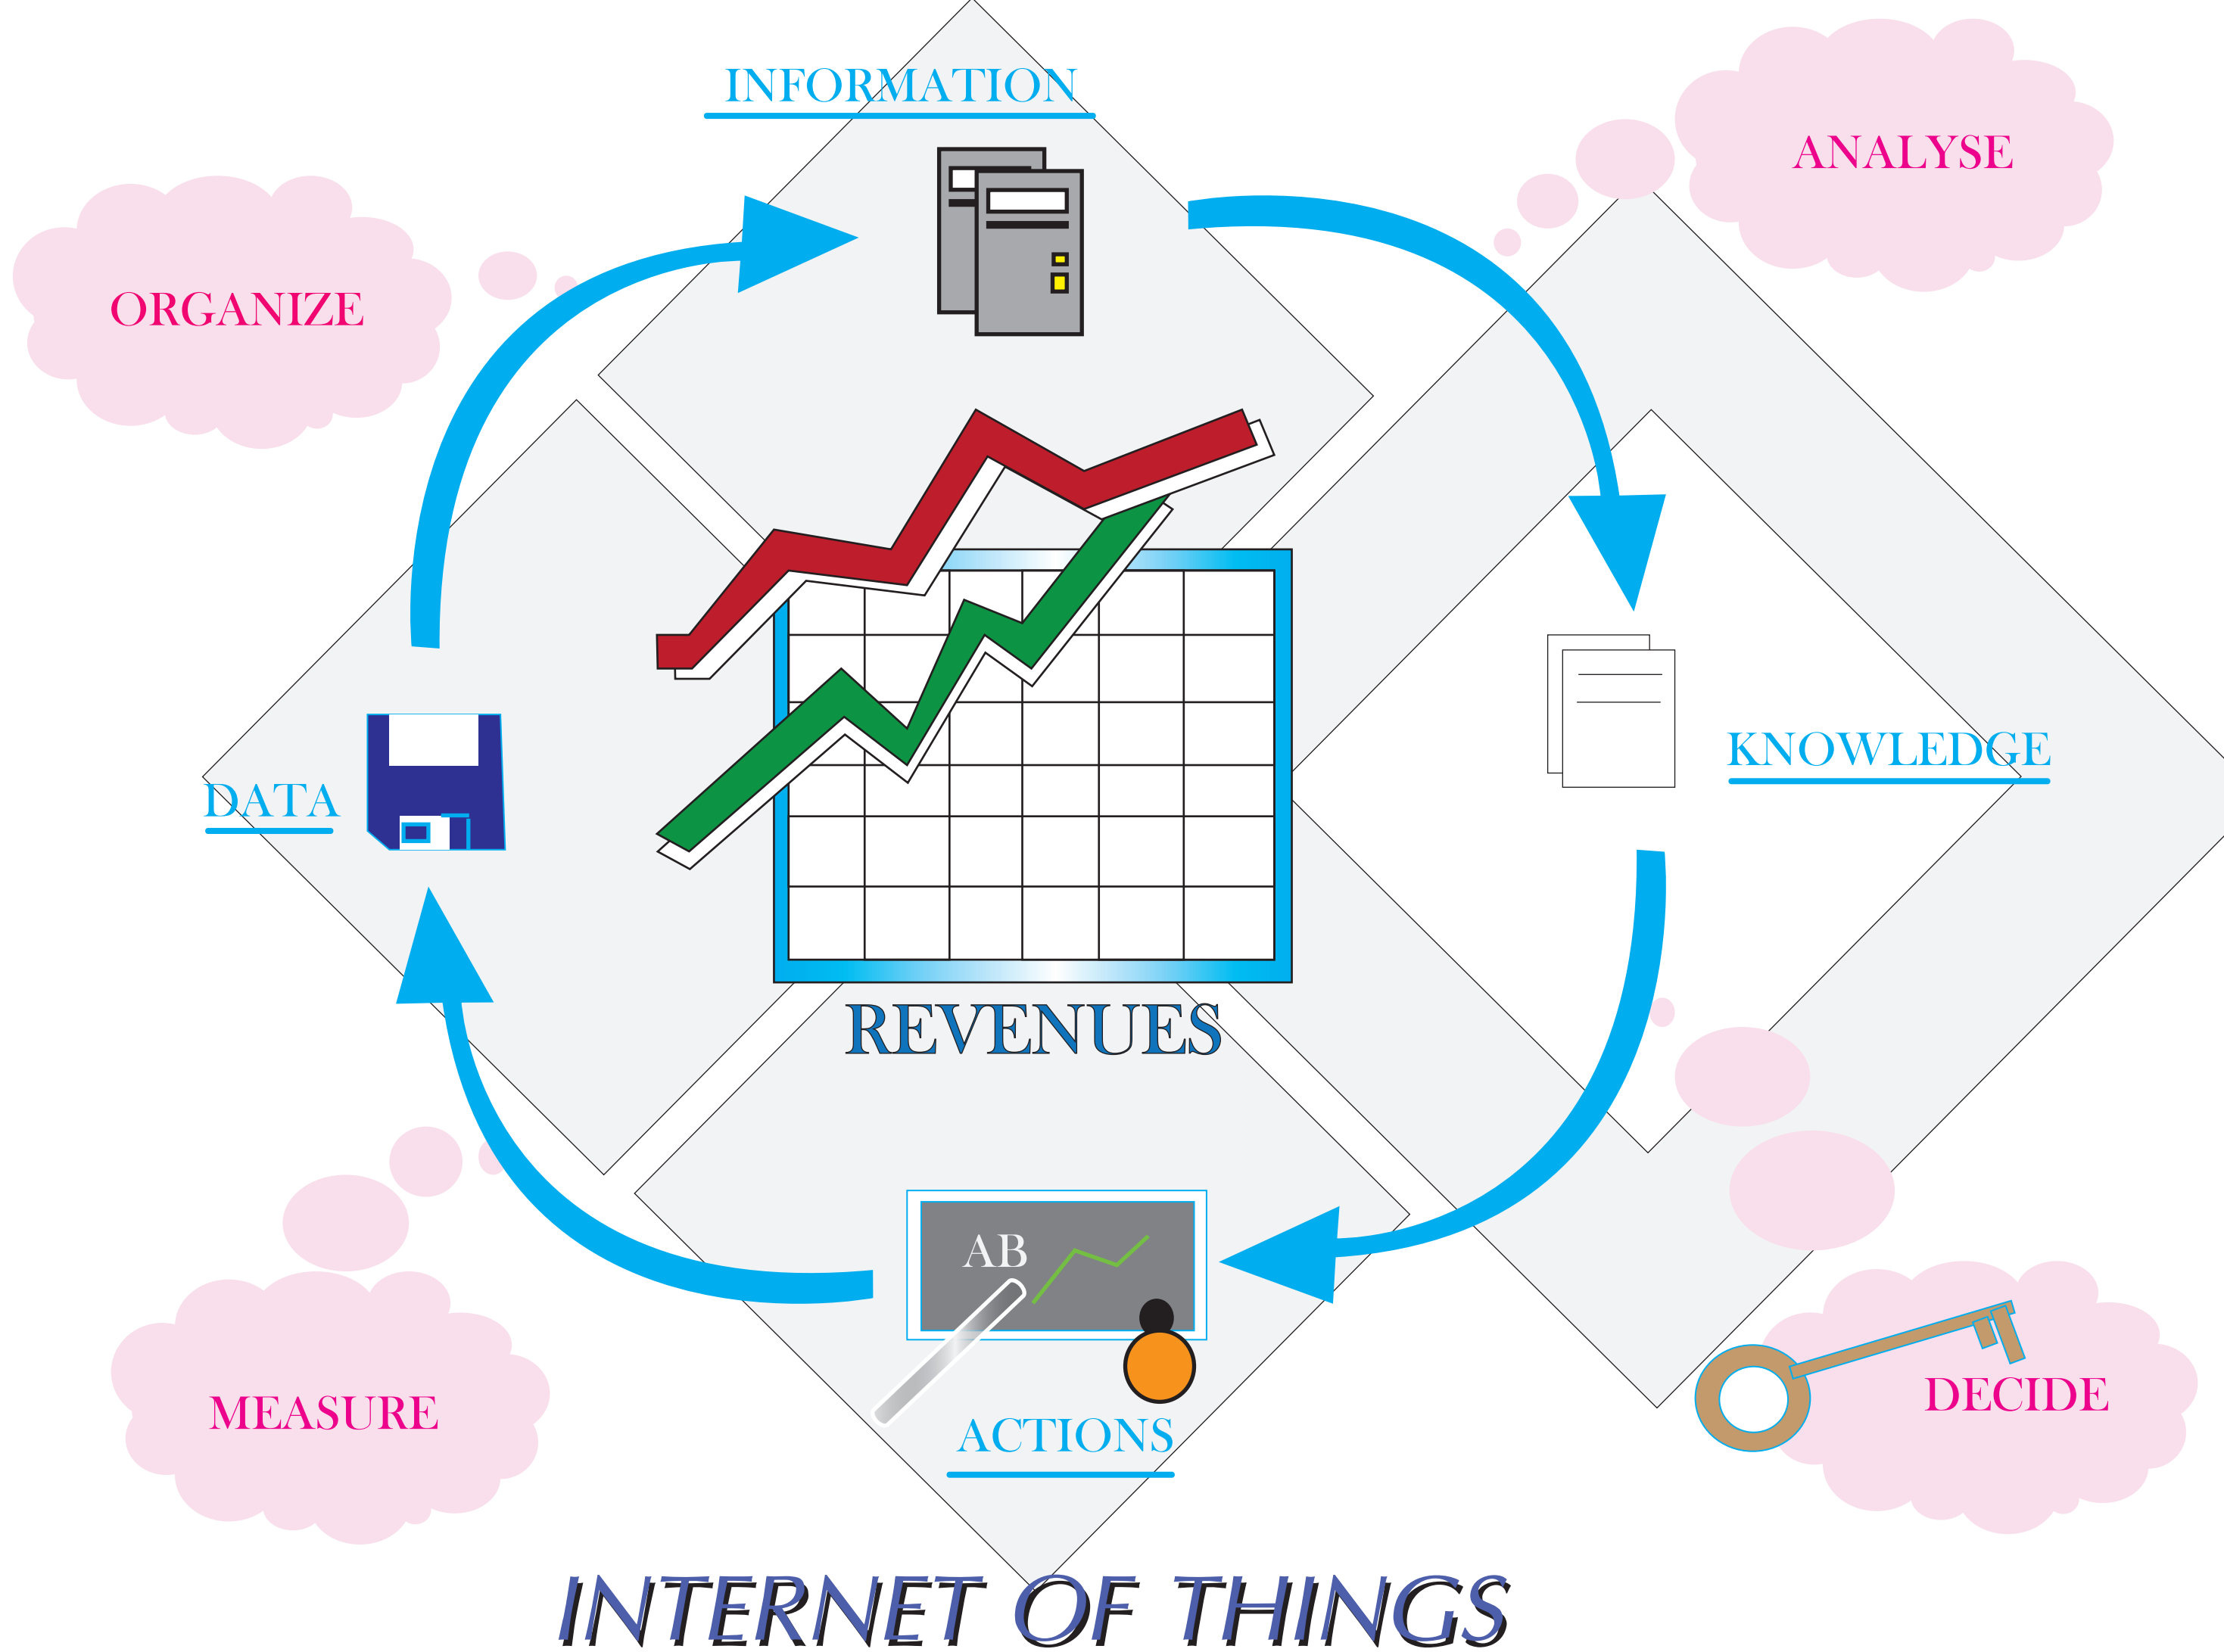 INFORMATION
ANALYSE
ORGANIZE
KNOWLEDGE
DATA
REVENUES
AB
MEASURE
DECIDE
ACTIONS
INTERNET OF THINGS